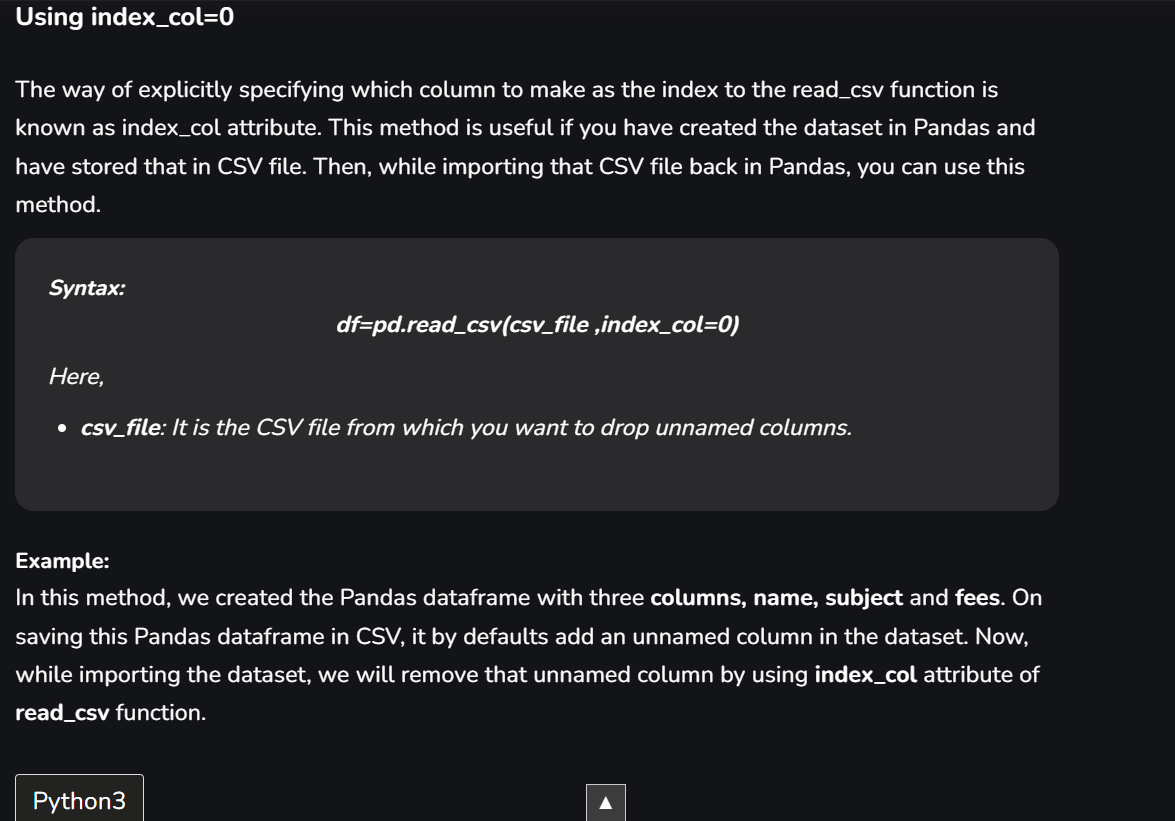 Using index_col=0
The way of explicitly specifying which column to make as the index to the read_csv function is
known as index_col attribute. This method is useful if you have created the dataset in Pandas and
have stored that in CSV file. Then, while importing that CSV file back in Pandas, you can use this
method.
Syntax:
df=pd.read_csv(csv_file ,index_col=0)
Here,
• csv_file: It is the CSV file from which you want to drop unnamed columns.
Example:
In this method, we created the Pandas dataframe with three columns, name, subject and fees. On
saving this Pandas dataframe in CSV, it by defaults add an unnamed column in the dataset. Now,
while importing the dataset, we will remove that unnamed column by using index_col attribute of
read_csv function.
Python3